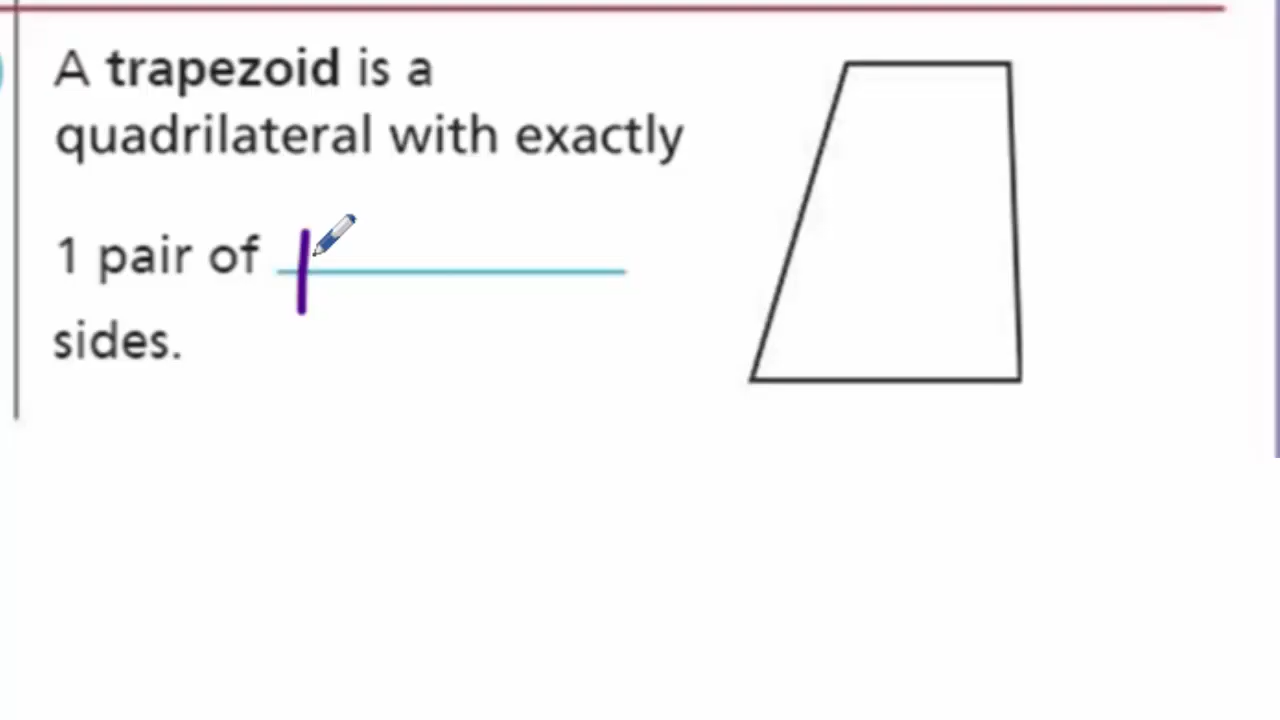 A trapezoid is a
quadrilateral with exactly
1 pair of
sides.